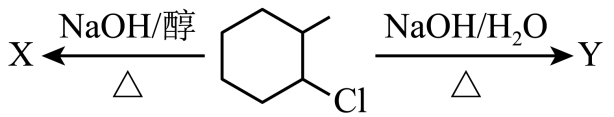 X NaOH/醇 △ Cl NaOH/H₂O △ Y